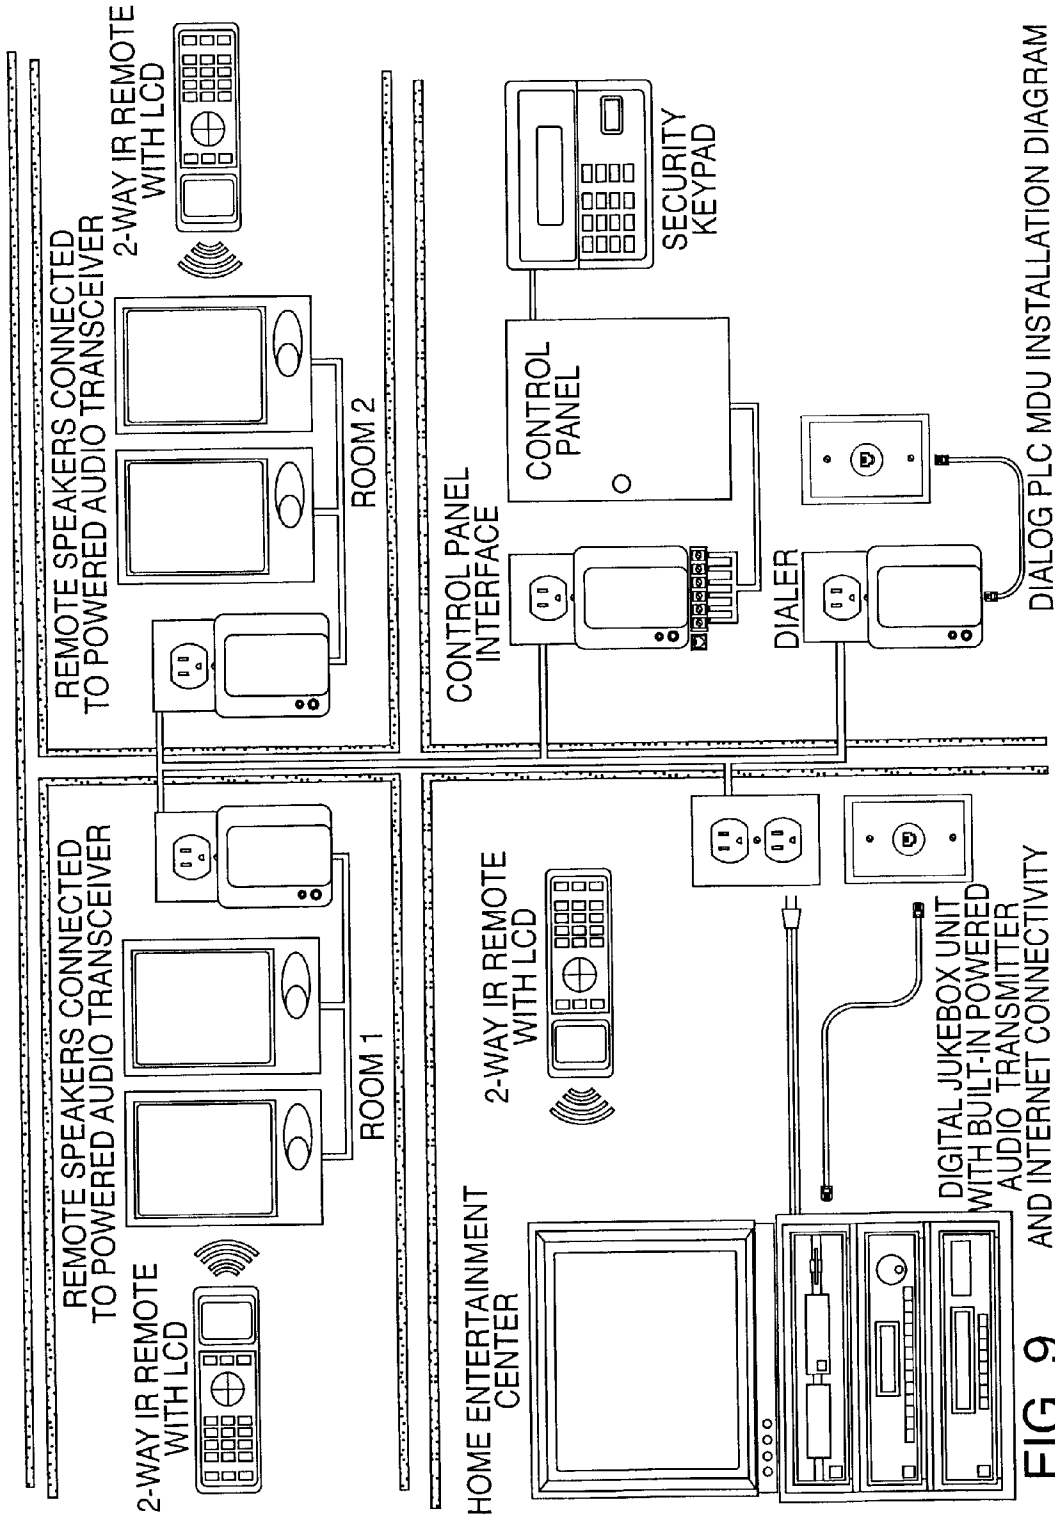 REMOTE SPEAKERS CONNECTED
TO POWERED AUDIO TRANSCEIVER
2-WAY IR REMOTE
WITH LCD
ROOM 1
REMOTE SPEAKERS CONNECTED
TO POWERED AUDIO TRANSCEIVER
2-WAY IR REMOTE
WITH LCD
ROOM 2
HOME ENTERTAINMENT
CENTER
2-WAY IR REMOTE
WITH LCD
DIGITAL JUKEBOX UNIT
WITH BUILT-IN POWERED
AUDIO TRANSMITTER
AND INTERNET CONNECTIVITY
CONTROL PANEL
INTERFACE
CONTROL
PANEL
SECURITY
KEYPAD
DIALER
FIG. 9
DIALOG PLC MDU INSTALLATION DIAGRAM